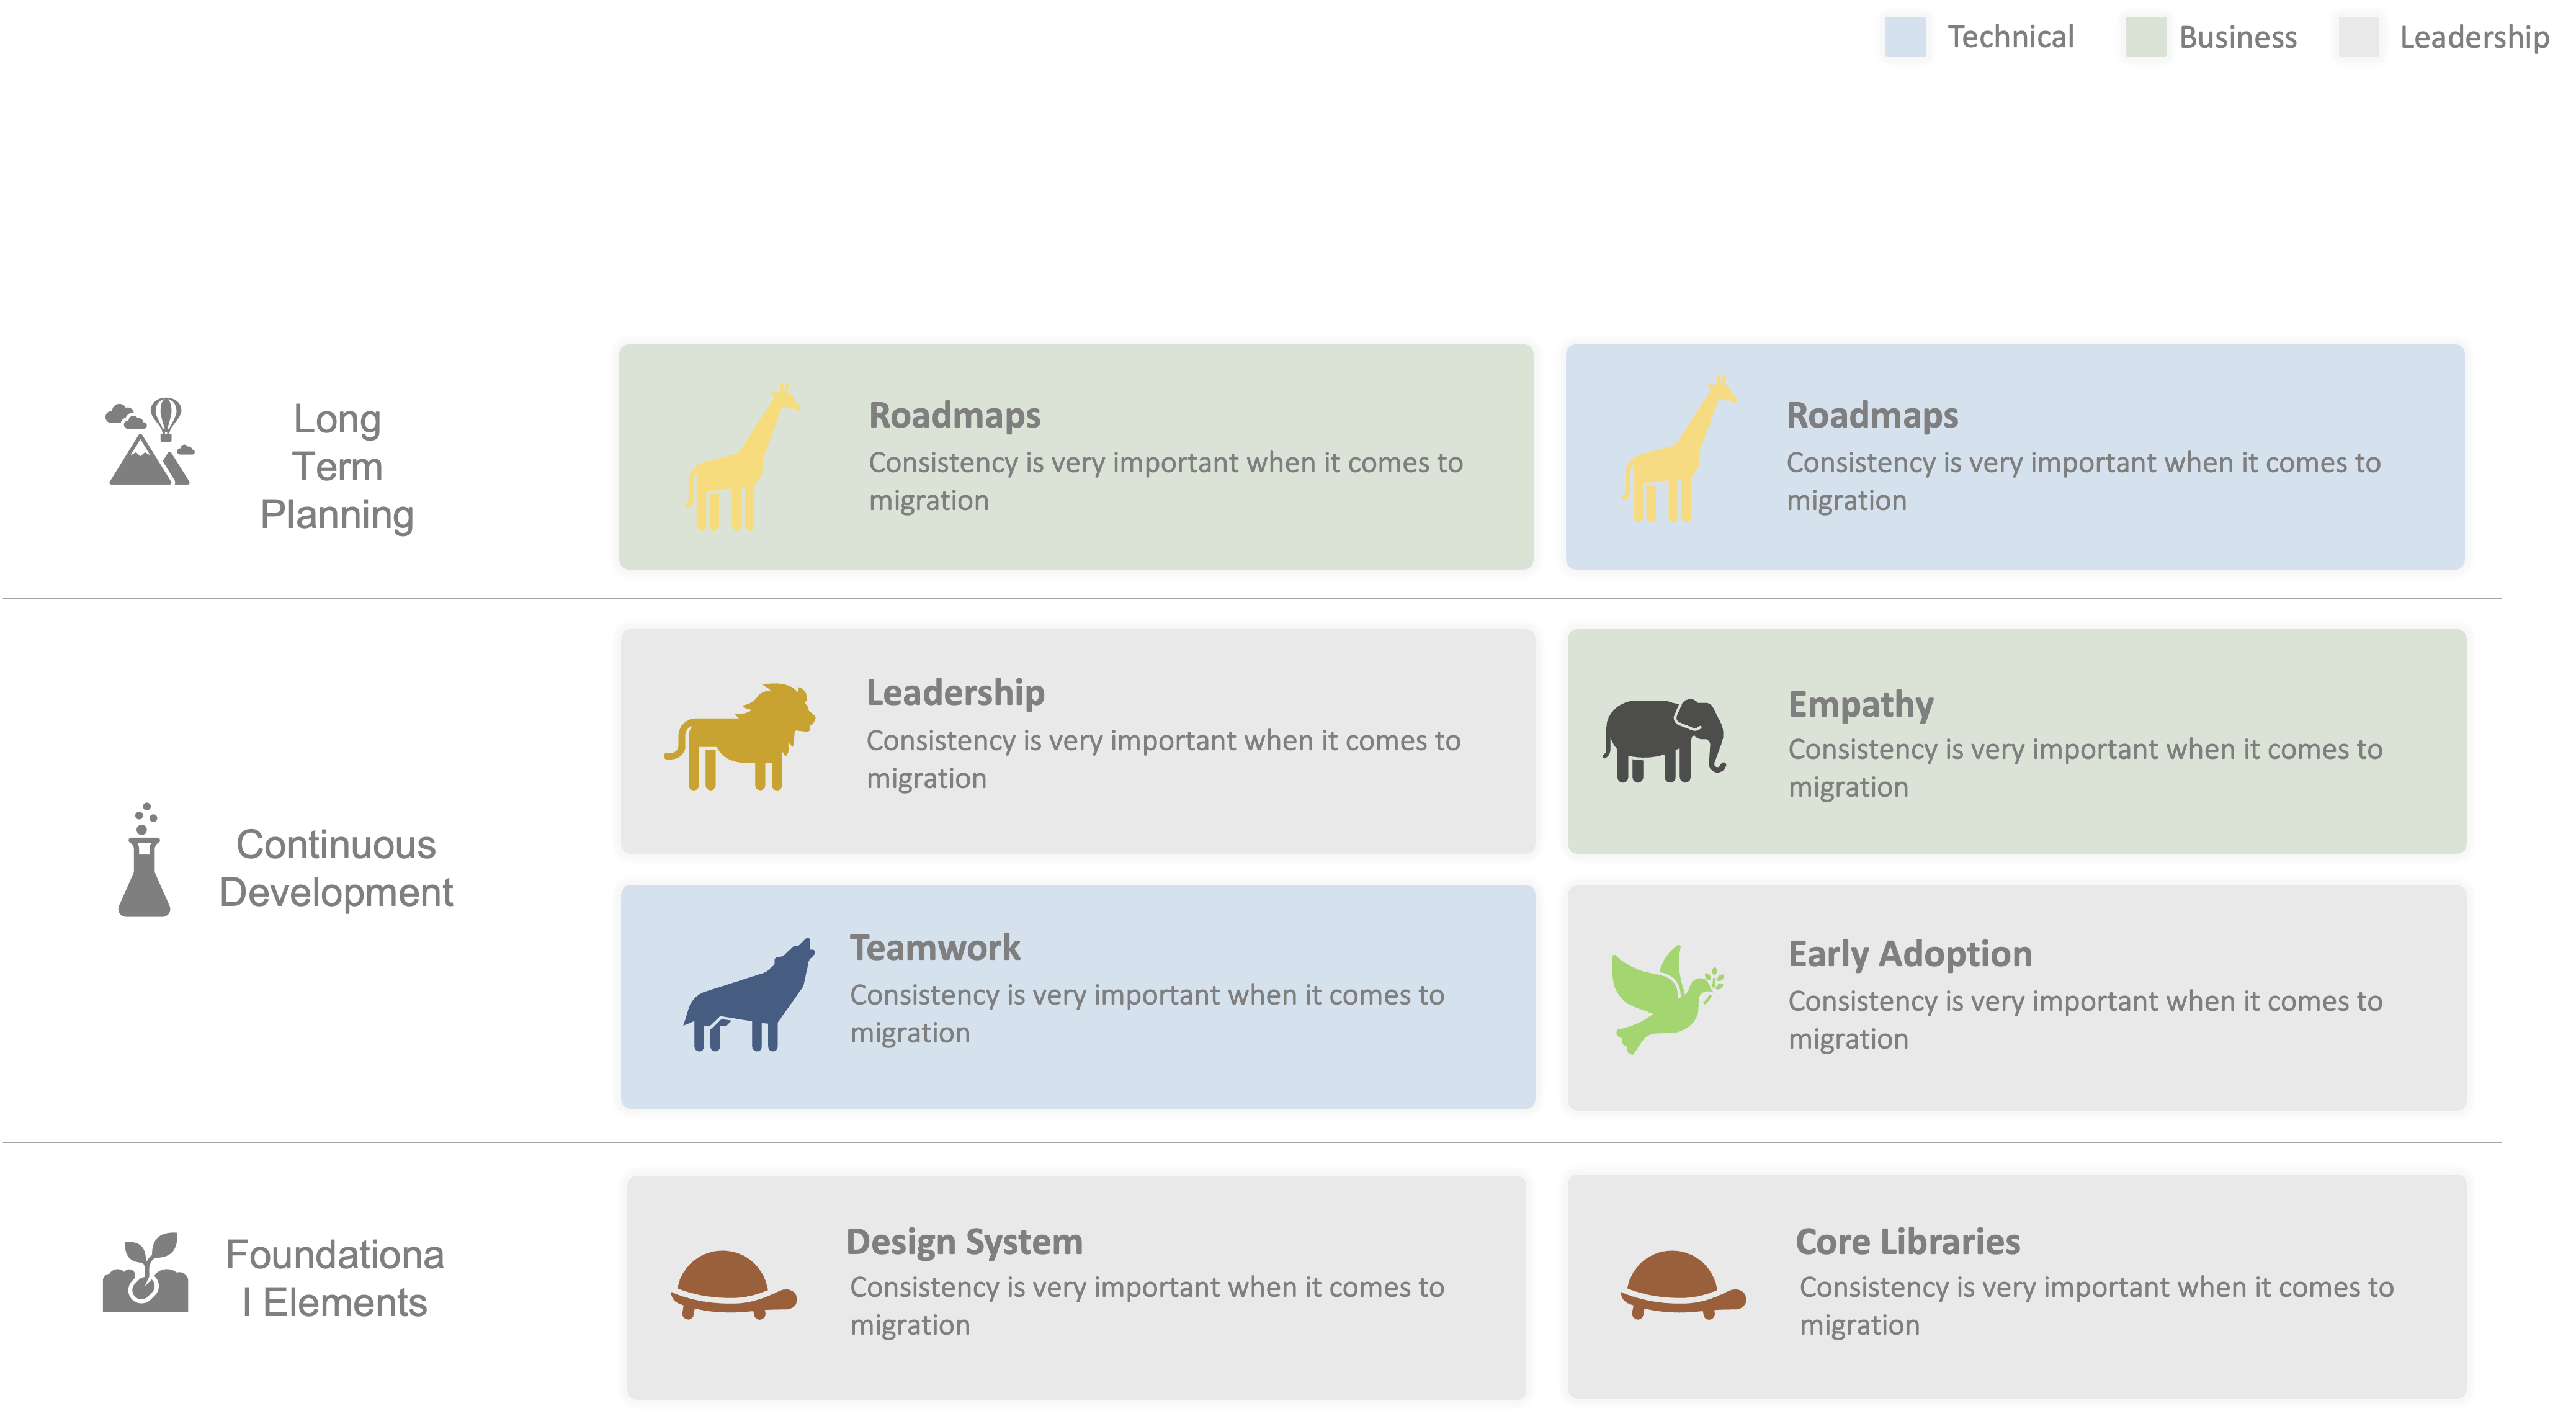 Technical
Business
Leadership
Long
Term
Planning
Roadmaps
Consistency is very important when it comes to
migration
Roadmaps
Consistency is very important when it comes to
migration
Continuous
Development
Leadership
Consistency is very important when it comes to
migration
Empathy
Consistency is very important when it comes to
migration
Teamwork
Consistency is very important when it comes to
migration
Early Adoption
Consistency is very important when it comes to
migration
Foundationa
l Elements
Design System
Consistency is very important when it comes to
migration
Core Libraries
Consistency is very important when it comes to
migration